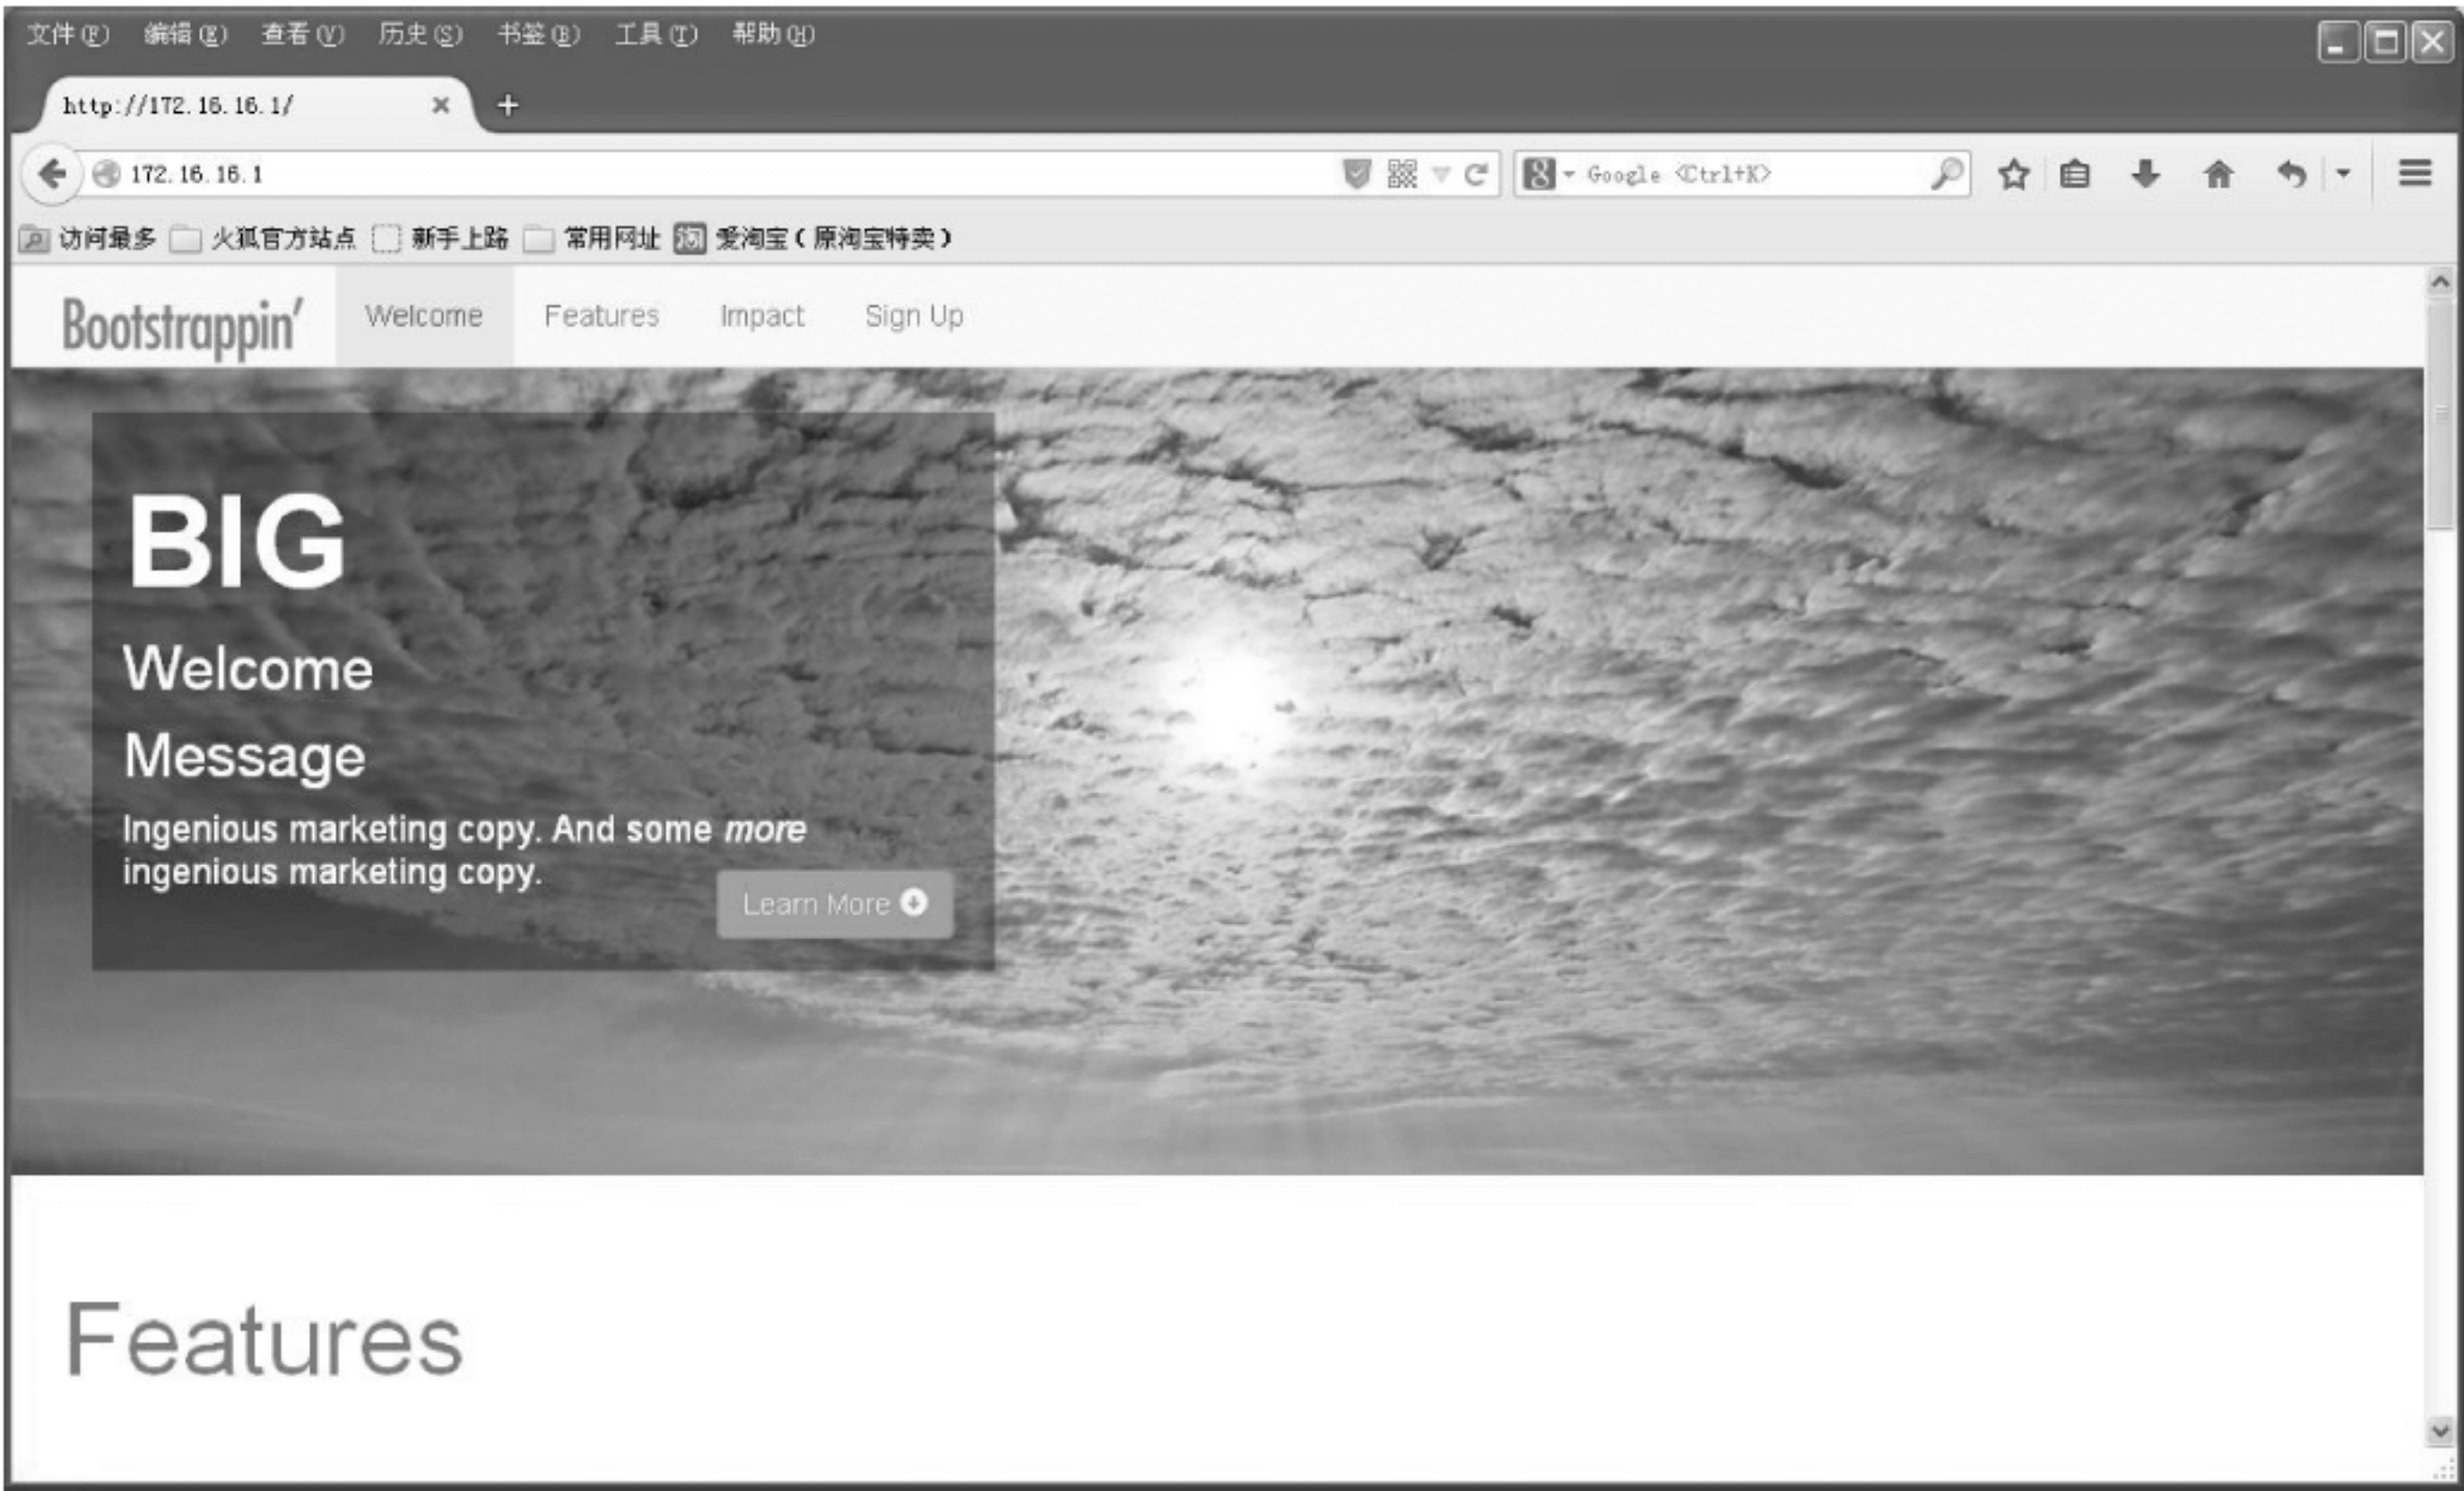 文件(F) 编辑(E) 查看(V) 历史(S) 书签(B) 工具(T) 帮助(H)
http://172.16.16.1/
172.16.16.1 Google <Ctrl+K>
访问最多 火狐官方站点 新手上路 常用网址 爱淘宝(原淘宝特卖)
Bootstrappin' Welcome Features Impact Sign Up
BIG
Welcome
Message
Ingenious marketing copy. And some more
ingenious marketing copy.
Learn More
Features